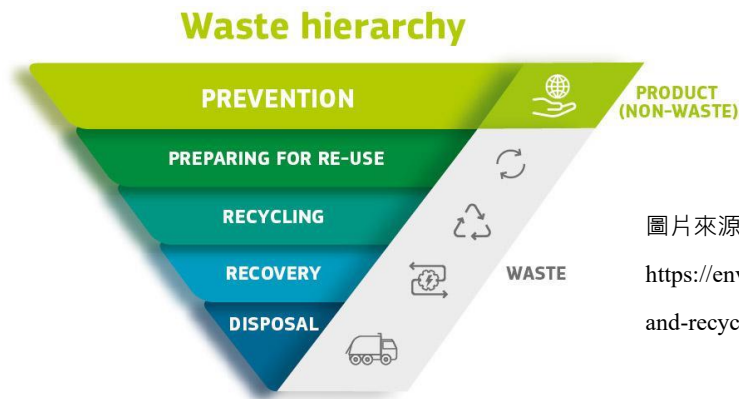 Waste hierarchy
PREVENTION
PRODUCT
(NON-WASTE)
PREPARING FOR RE-USE
RECYCLING
RECOVERY
WASTE
DISPOSAL
圖片來源
https://env
and-recyc